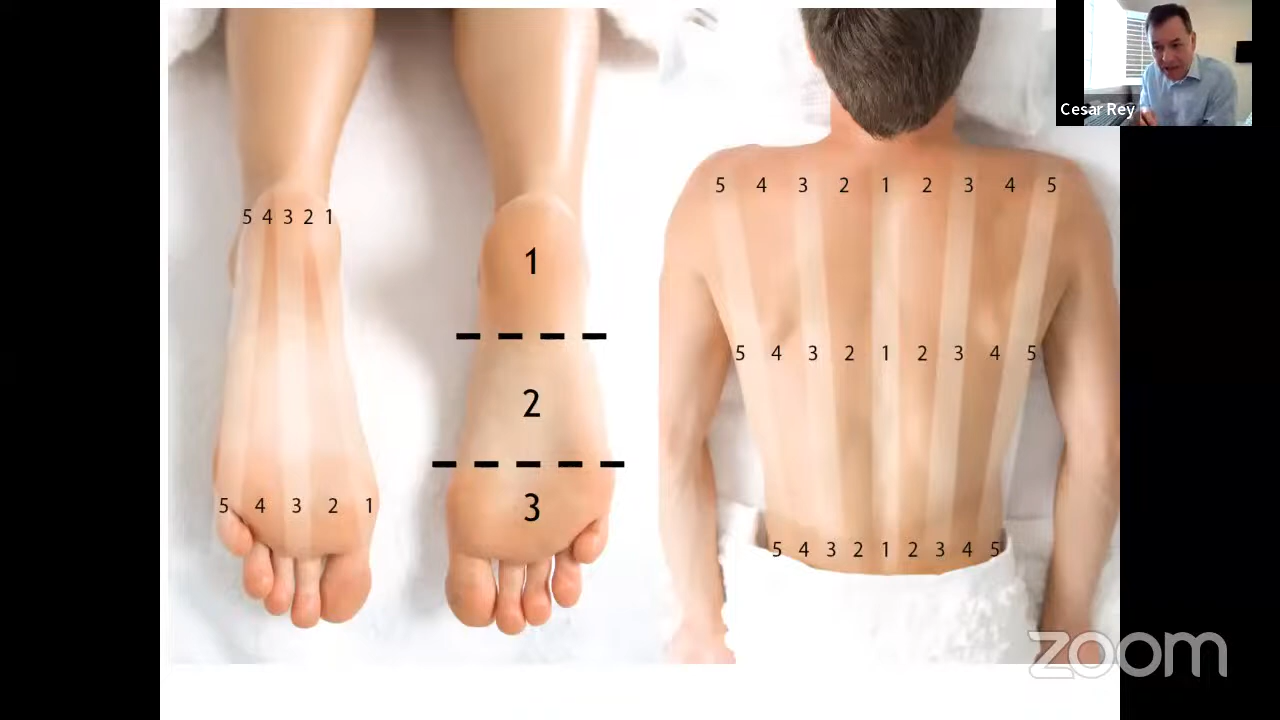 5 4 3 2 1
1
2
3
5 4 3 2 1
5 4 3 2 1 2 3 4 5
5 4 3 2 1 2 3 4 5
5 4 3 2 1 2 3 4 5
Cesar Rey
zoom